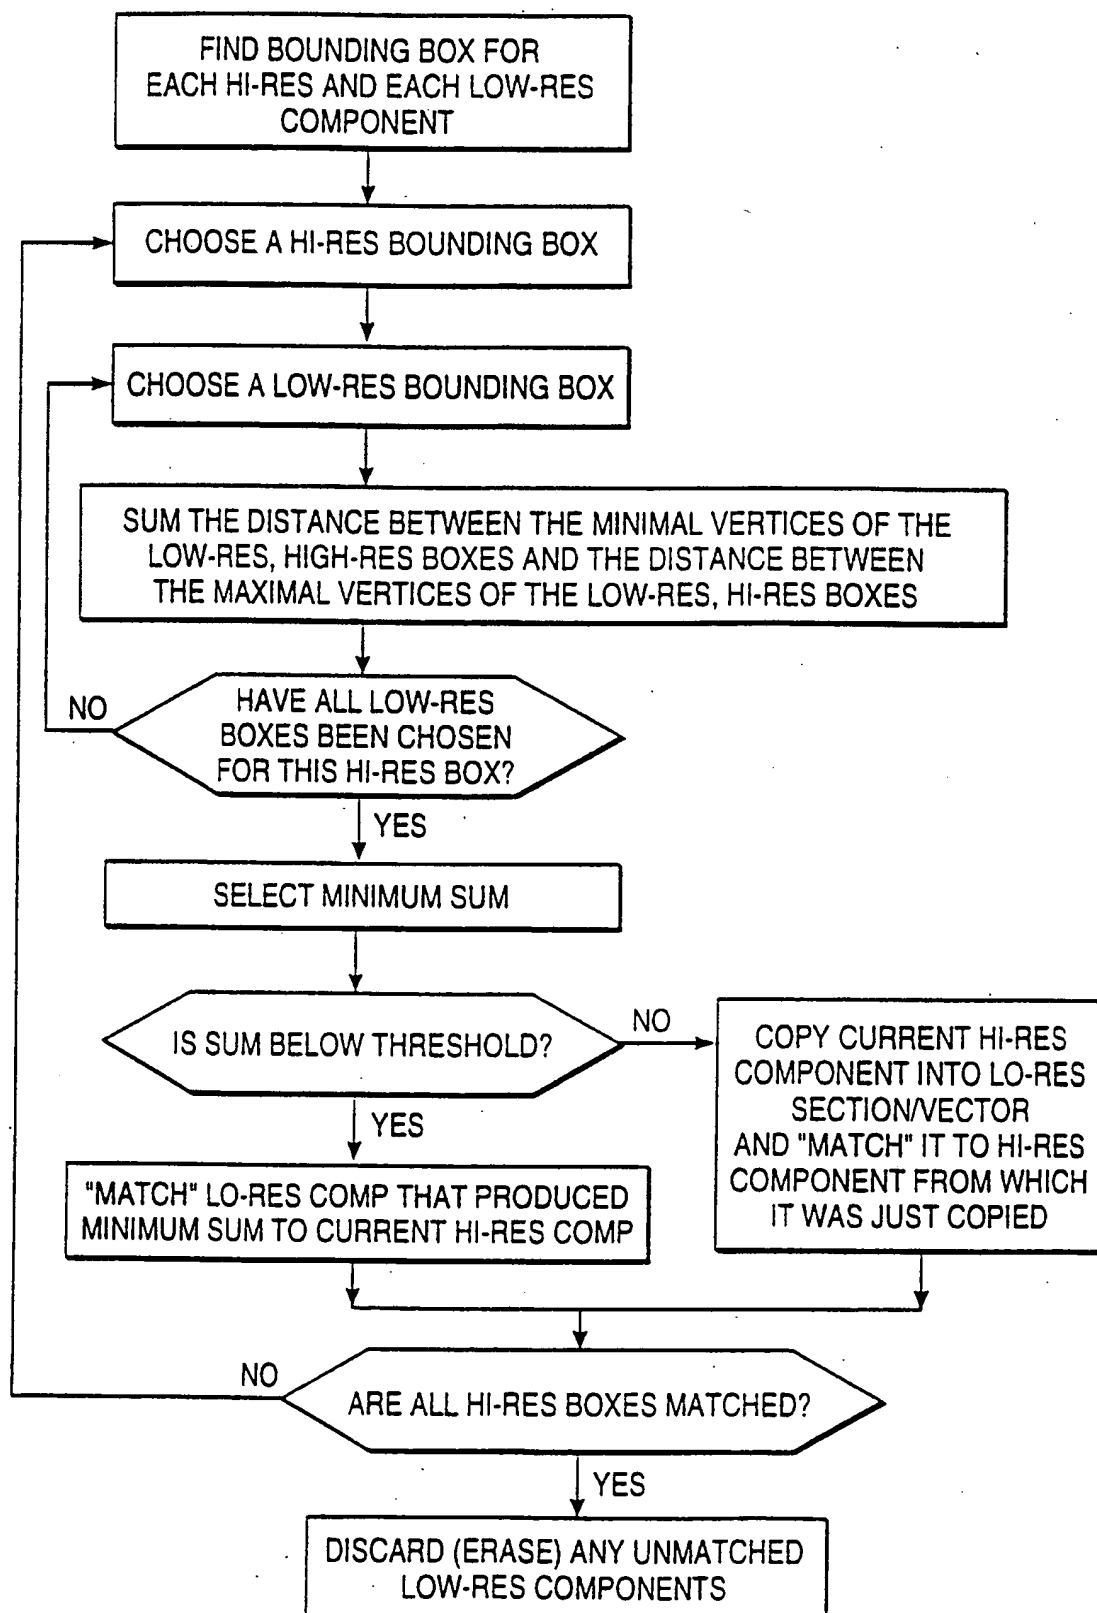 FIND BOUNDING BOX FOR
EACH HI-RES AND EACH LOW-RES
COMPONENT
CHOOSE A HI-RES BOUNDING BOX
CHOOSE A LOW-RES BOUNDING BOX
SUM THE DISTANCE BETWEEN THE MINIMAL VERTICES OF THE
LOW-RES, HIGH-RES BOXES AND THE DISTANCE BETWEEN
THE MAXIMAL VERTICES OF THE LOW-RES, HI-RES BOXES
NO
HAVE ALL LOW-RES
BOXES BEEN CHOSEN
FOR THIS HI-RES BOX?
YES
SELECT MINIMUM SUM
IS SUM BELOW THRESHOLD?
NO
YES
COPY CURRENT HI-RES
COMPONENT INTO LO-RES
SECTION/VECTOR
AND "MATCH" IT TO HI-RES
COMPONENT FROM WHICH
IT WAS JUST COPIED
"MATCH" LO-RES COMP THAT PRODUCED
MINIMUM SUM TO CURRENT HI-RES COMP
NO
ARE ALL HI-RES BOXES MATCHED?
YES
DISCARD (ERASE) ANY UNMATCHED
LOW-RES COMPONENTS